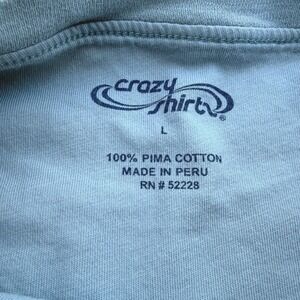 crazy
shirts®
L
100% PIMA COTTON
MADE IN PERU
RN # 52228